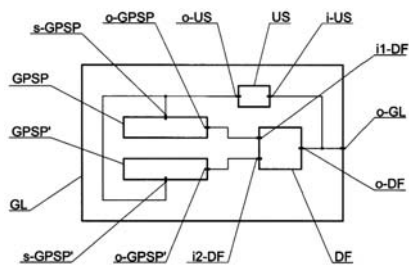 o-GPSP o-US US i-US
s-GPSP
i1-DF
GPSP
o-GL
GPSP'
o-DF
GL
s-GPSP' o-GPSP' i2-DF DF